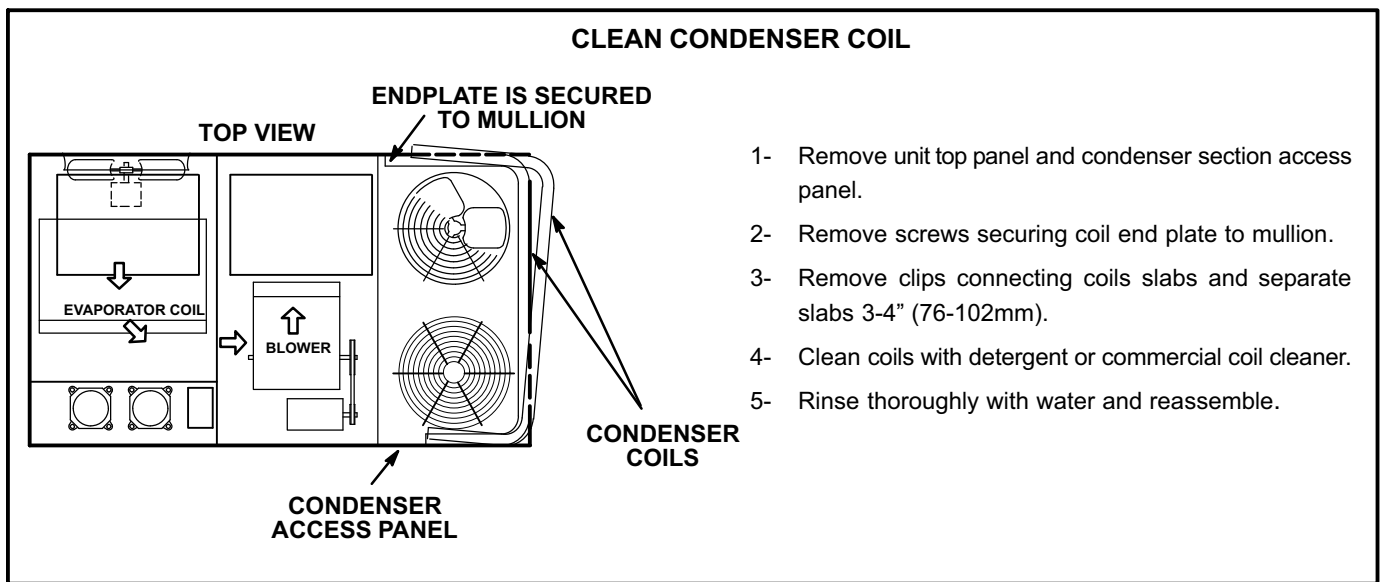 CLEAN CONDENSER COIL
ENDPLATE IS SECURED
TO MULLION
TOP VIEW
EVAPORATOR COIL
BLOWER
CONDENSER
COILS
CONDENSER
ACCESS PANEL
1- Remove unit top panel and condenser section access
panel.
2- Remove screws securing coil end plate to mullion.
3- Remove clips connecting coils slabs and separate
slabs 3-4” (76-102mm).
4- Clean coils with detergent or commercial coil cleaner.
5- Rinse thoroughly with water and reassemble.